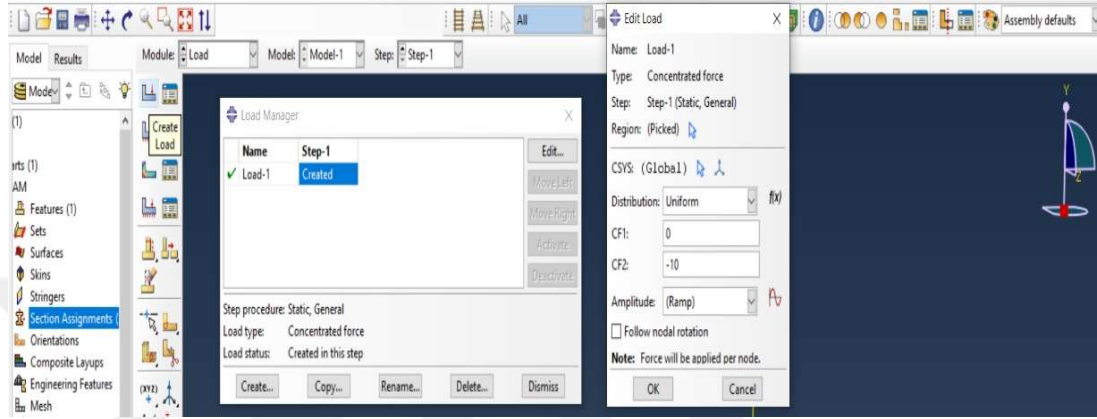 All
Assembly defaults
Model Results
Module: Load Model: Model-1 Step: Step-1
Create
Load
(1)
arts (1)
AM
Features (1)
Sets
Surfaces
Skins
Stringers
Section Assignments (
Orientations
Composite Layups
Engineering Features
Mesh
(XYZ)
Load Manager
Name Step-1
Load-1 Created
Edit...
Move Left
Move Right
Activate
Deactivate
Step procedure: Static, General
Load type: Concentrated force
Load status: Created in this step
Create... Copy... Rename... Delete... Dismiss
Edit Load
Name: Load-1
Type: Concentrated force
Step: Step-1 (Static, General)
Region: (Picked)
CSYS: (Global)
Distribution: Uniform f(x)
CF1: 0
CF2: -10
Amplitude: (Ramp)
Follow nodal rotation
Note: Force will be applied per node.
OK Cancel
Y
Z